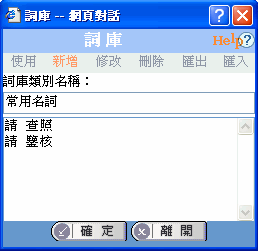 詞庫 -- 網頁對話
詞庫 Help?
使用 新增 修改 刪除 匯出 匯入
詞庫類別名稱：
常用名詞
請 查照
請 鑒核
確定 離開